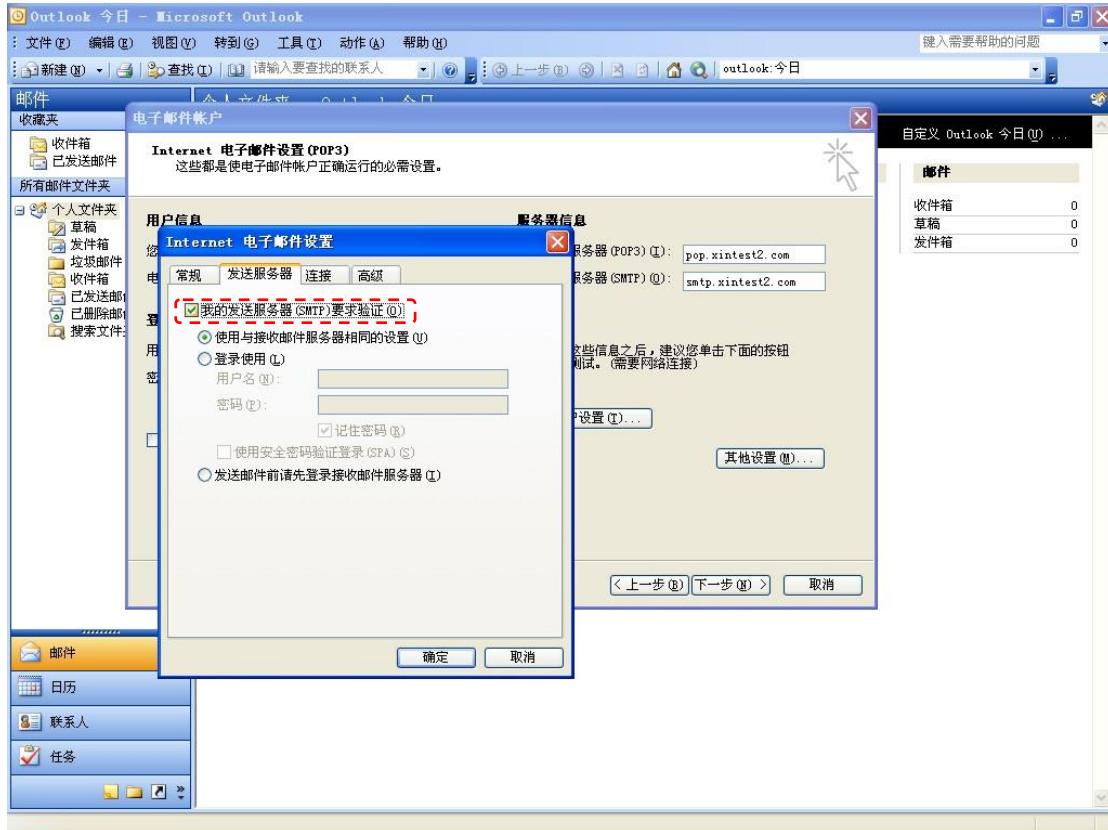 Outlook 今日 - Microsoft Outlook
文件(F) 编辑(E) 视图(V) 转到(G) 工具(T) 动作(A) 帮助(H) 键入需要帮助的问题
新建(N) 查找(I) 请输入要查找的联系人 上一步(B) outlook:今日
邮件
收藏夹
收件箱
已发送邮件
所有邮件文件夹
个人文件夹
草稿
发件箱
垃圾邮件
收件箱
已发送邮
已删除邮
搜索文件
邮件
日历
联系人
任务
自定义 Outlook 今日(U) ...
邮件
收件箱 0
草稿 0
发件箱 0
电子邮件帐户
Internet 电子邮件设置(POP3)
这些都是使电子邮件帐户正确运行的必需设置。
用户信息
服务器信息
服务器(POP3)(I): pop.xintest2.com
服务器(SMTP)(O): smtp.xintest2.com
这些信息之后，建议您单击下面的按钮
测试。(需要网络连接)
户设置(T)...
其他设置(M)...
< 上一步(B) 下一步(N) > 取消
Internet 电子邮件设置
常规 发送服务器 连接 高级
我的发送服务器(SMTP)要求验证(O)
使用与接收邮件服务器相同的设置(U)
登录使用(L)
用户名(N):
密码(P):
记住密码(R)
使用安全密码验证登录(SPA)(S)
发送邮件前请先登录接收邮件服务器(I)
确定 取消